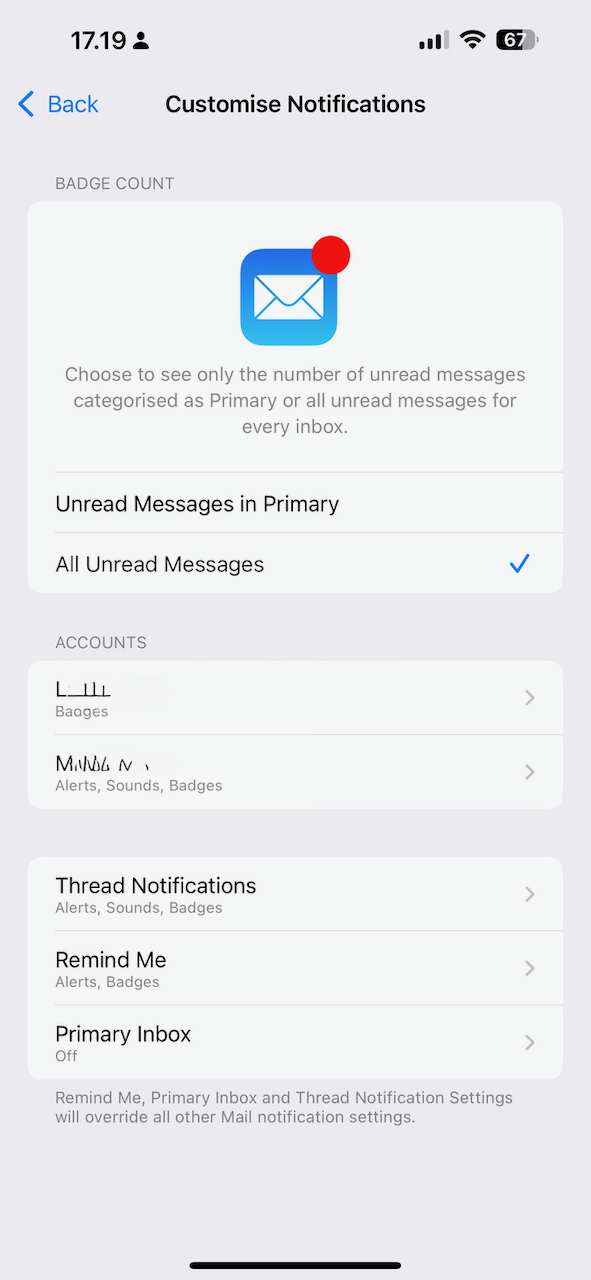 17.19
67
Back
Customise Notifications
BADGE COUNT
Choose to see only the number of unread messages
categorised as Primary or all unread messages for
every inbox.
Unread Messages in Primary
All Unread Messages
ACCOUNTS
Badges
Alerts, Sounds, Badges
Thread Notifications
Alerts, Sounds, Badges
Remind Me
Alerts, Badges
Primary Inbox
Off
Remind Me, Primary Inbox and Thread Notification Settings
will override all other Mail notification settings.